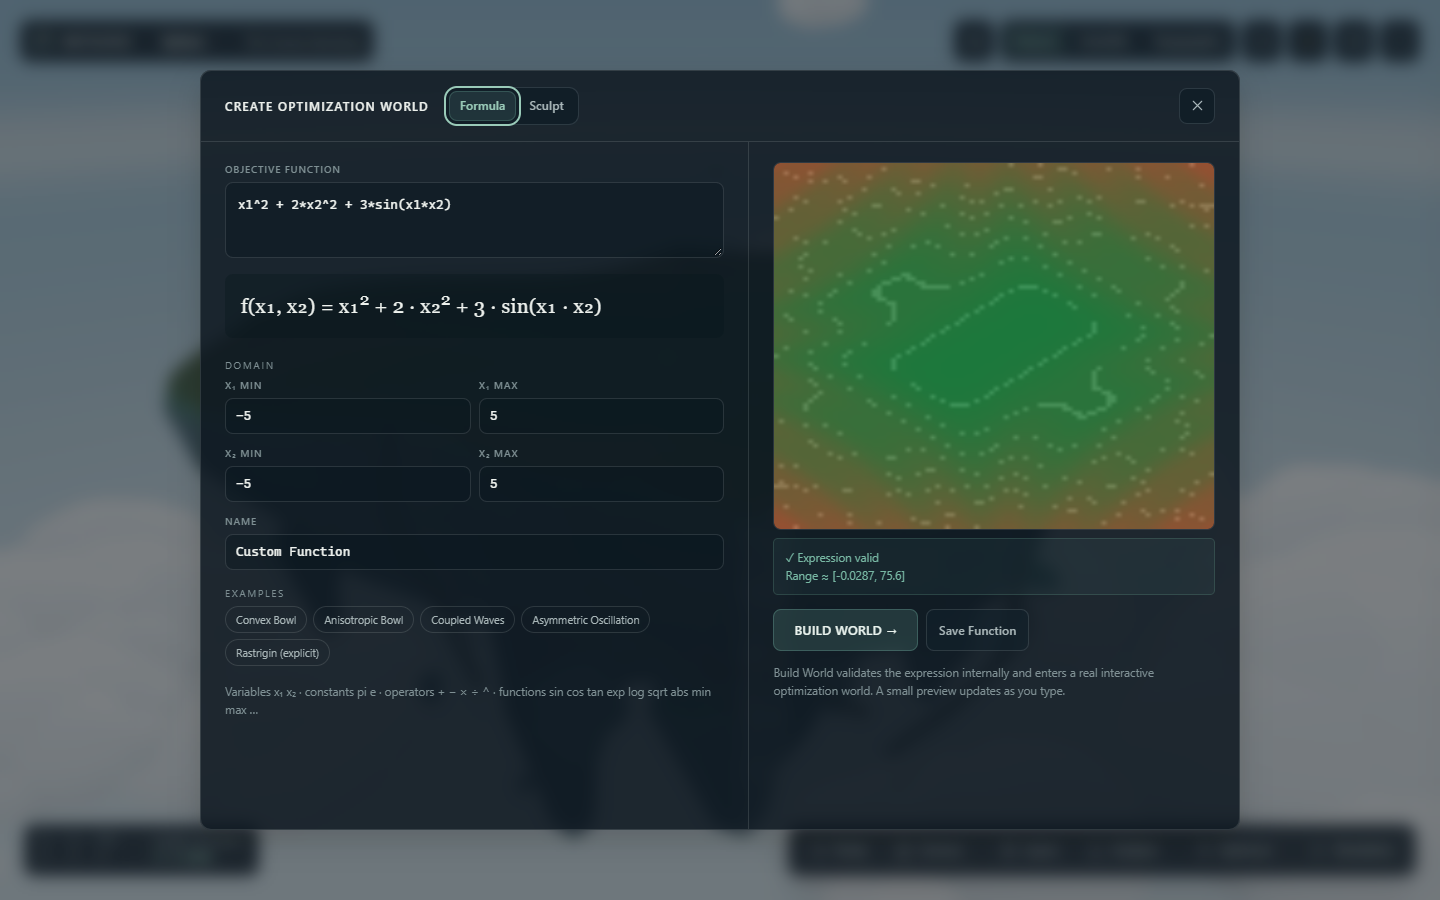 CREATE OPTIMIZATION WORLD
Formula
Sculpt
×
OBJECTIVE FUNCTION
x1^2 + 2*x2^2 + 3*sin(x1*x2)
f(x₁, x₂) = x₁² + 2 · x₂² + 3 · sin(x₁ · x₂)
DOMAIN
X₁ MIN
X₁ MAX
−5
5
X₂ MIN
X₂ MAX
−5
5
NAME
Custom Function
EXAMPLES
Convex Bowl
Anisotropic Bowl
Coupled Waves
Asymmetric Oscillation
Rastrigin (explicit)
Variables x₁ x₂ · constants pi e · operators + − × ÷ ^ · functions sin cos tan exp log sqrt abs min
max ...
✓ Expression valid
Range ≈ [-0.0287, 75.6]
BUILD WORLD →
Save Function
Build World validates the expression internally and enters a real interactive
optimization world. A small preview updates as you type.